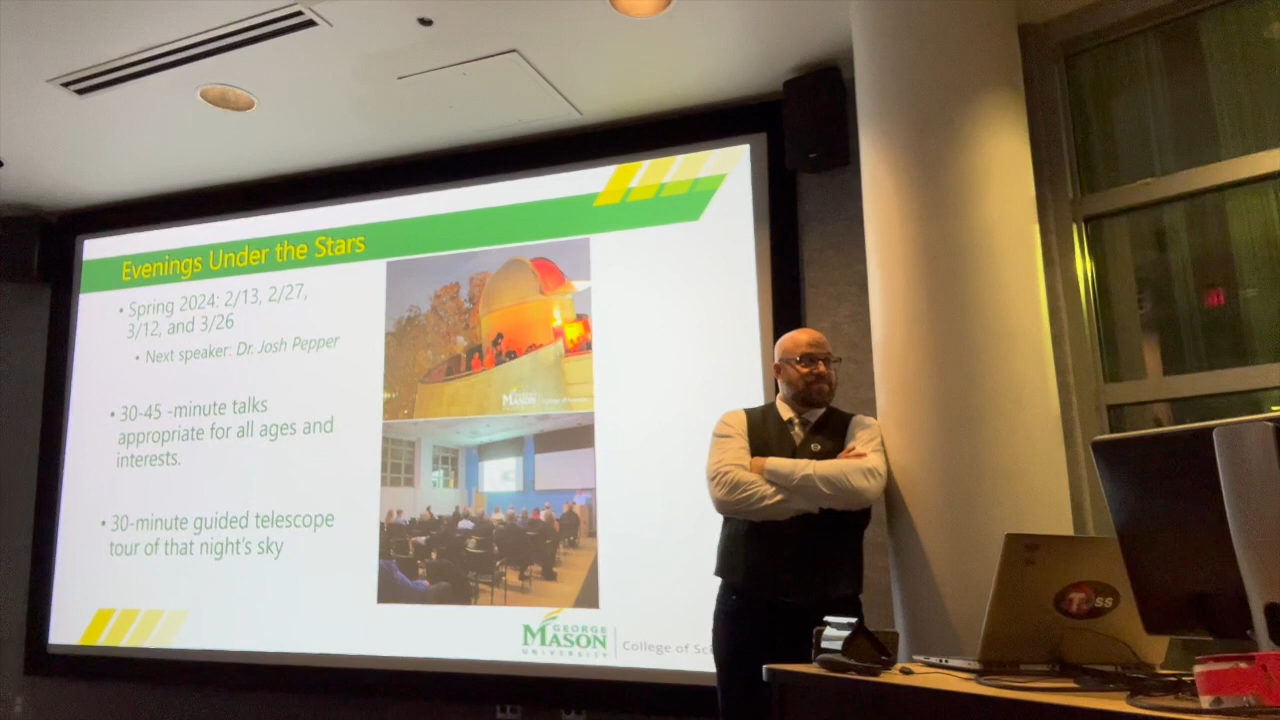 Evenings Under the Stars
• Spring 2024: 2/13, 2/27,
3/12, and 3/26
• Next speaker: Dr. Josh Pepper
• 30-45 -minute talks
appropriate for all ages and
interests.
• 30-minute guided telescope
tour of that night's sky
MASON
GEORGE
MASON
UNIVERSITY
College of Sci